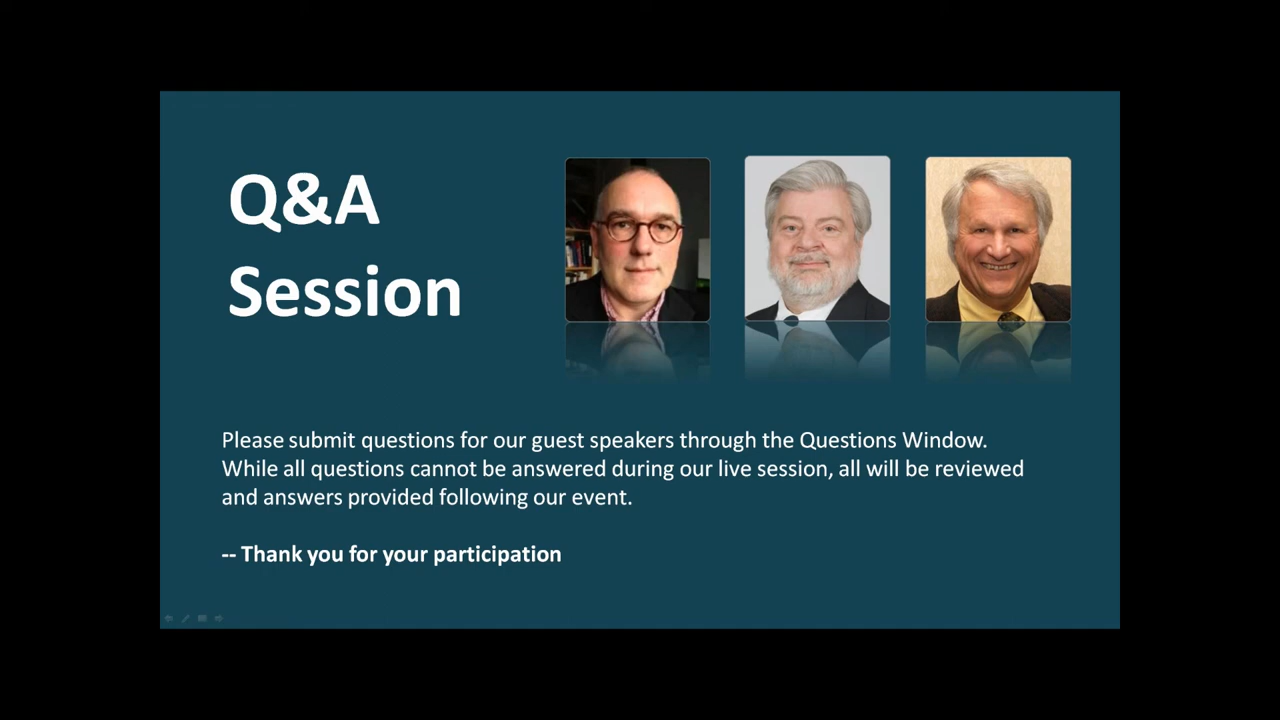 Q&A
Session
Please submit questions for our guest speakers through the Questions Window.
While all questions cannot be answered during our live session, all will be reviewed
and answers provided following our event.
-- Thank you for your participation